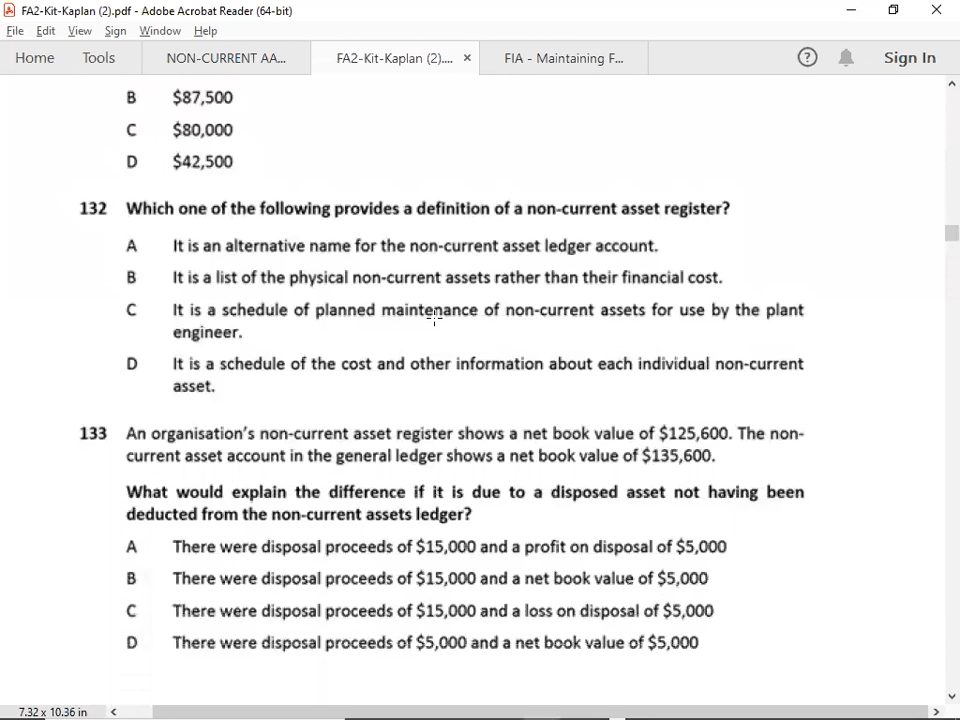 FA2-Kit-Kaplan (2).pdf - Adobe Acrobat Reader (64-bit)
File Edit View Window Sign Help
Home Tools NON-CURRENT AA... FA2-Kit-Kaplan (2).... × FIA - Maintaining F... ? Sign In
B $87,500
C $80,000
D $42,500
132 Which one of the following provides a definition of a non-current asset register?
A It is an alternative name for the non-current asset ledger account.
B It is a list of the physical non-current assets rather than their financial cost.
C It is a schedule of planned maintenance of non-current assets for use by the plant
engineer.
D It is a schedule of the cost and other information about each individual non-current
asset.
133 An organisation's non-current asset register shows a net book value of $125,600. The non-
current asset account in the general ledger shows a net book value of $135,600.
What would explain the difference if it is due to a disposed asset not having been
deducted from the non-current assets ledger?
A There were disposal proceeds of $15,000 and a profit on disposal of $5,000
B There were disposal proceeds of $15,000 and a net book value of $5,000
C There were disposal proceeds of $15,000 and a loss on disposal of $5,000
D There were disposal proceeds of $5,000 and a net book value of $5,000
7.32 x 10.36 in